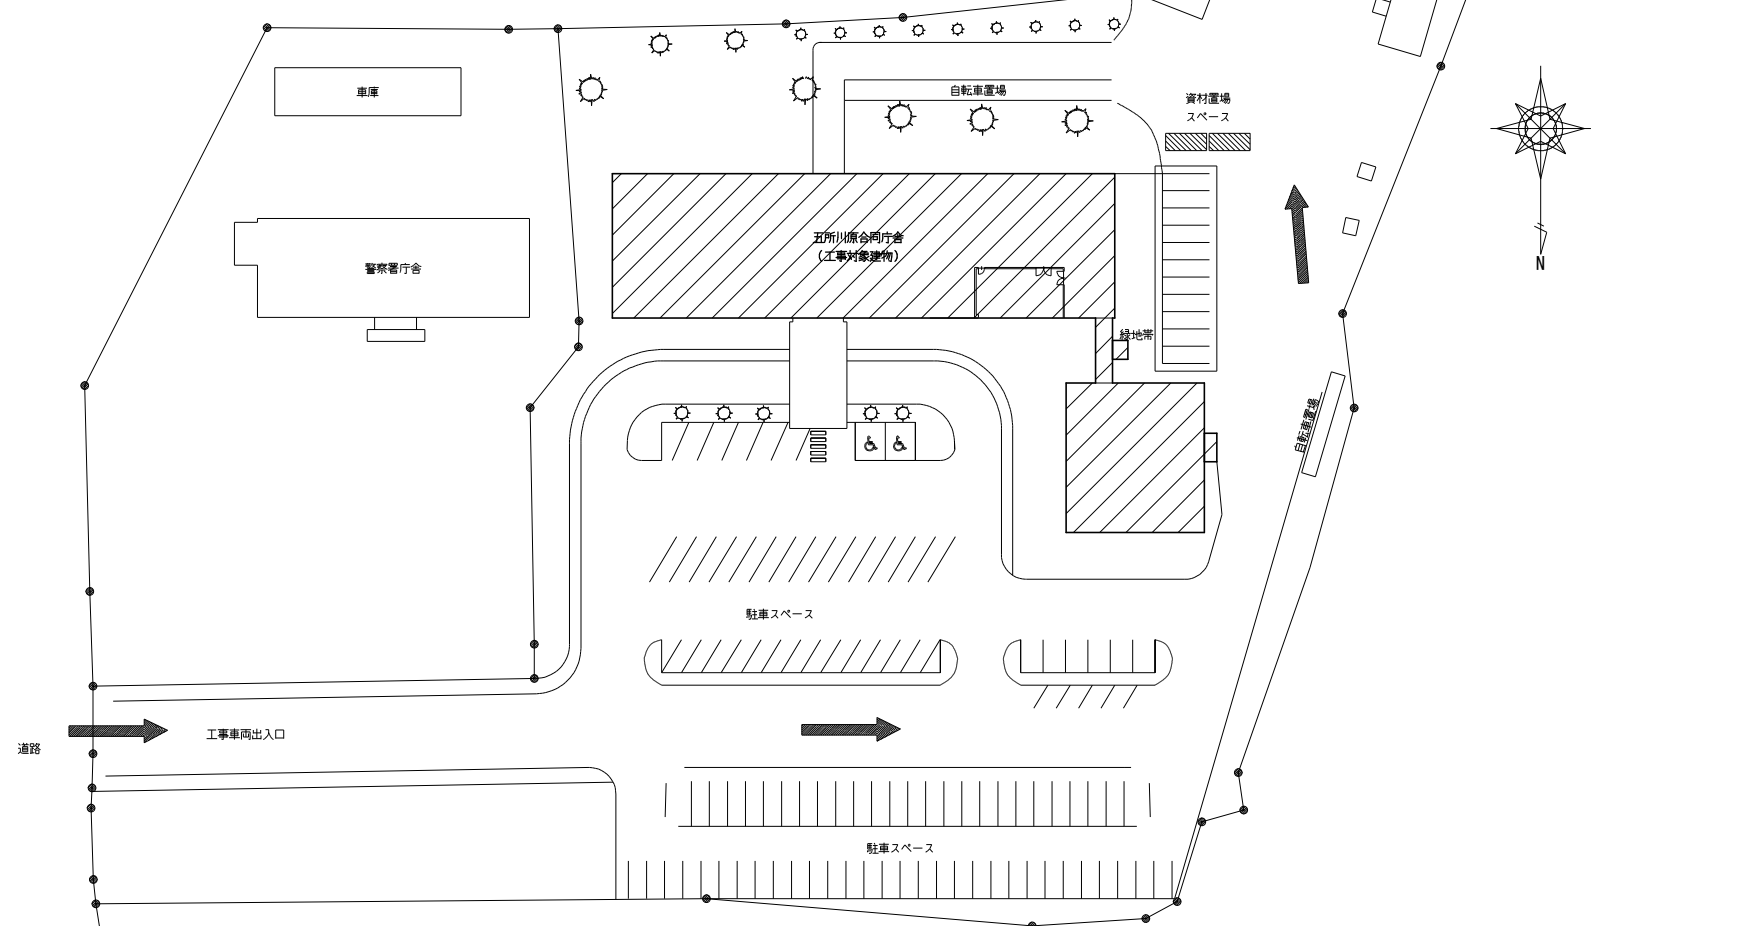 車庫
自転車置場
資材置場
スペース
五所川原合同庁舎
（工事対象建物）
警察署庁舎
N
緑地帯
自転車置場
駐車スペース
工事車両出入口
道路
駐車スペース